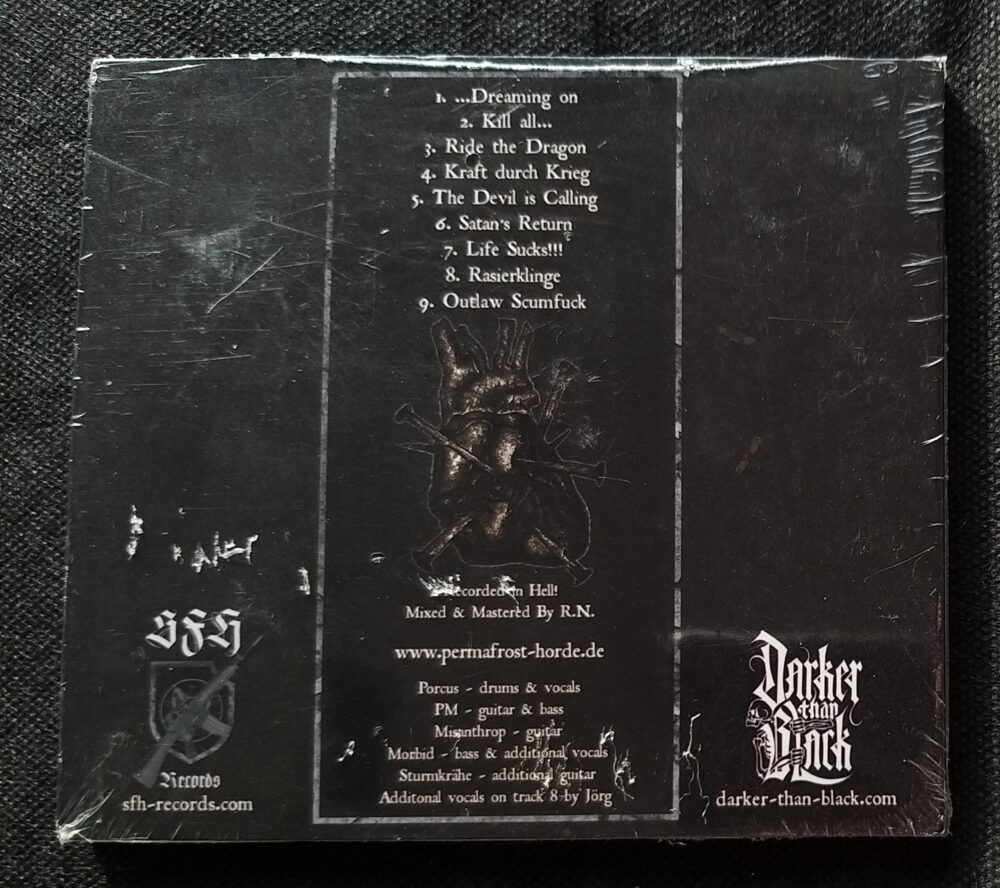 1. ...Dreaming on
2. Kill all...
3. Ride the Dragon
4. Kraft durch Krieg
5. The Devil is Calling
6. Satan's Return
7. Life Sucks!!!
8. Rasierklinge
9. Outlaw Scumfuck
Recorded in Hell!
Mixed & Mastered By R.N.
www.permafrost-horde.de
Porcus - drums & vocals
PM - guitar & bass
Misanthrop - guitar
Morbid - bass & additional vocals
Sturmkrähe - additional guitar
Additonal vocals on track 8 by Jörg
SFH
Records
sfh-records.com
Darker
than
Black
darker-than-black.com